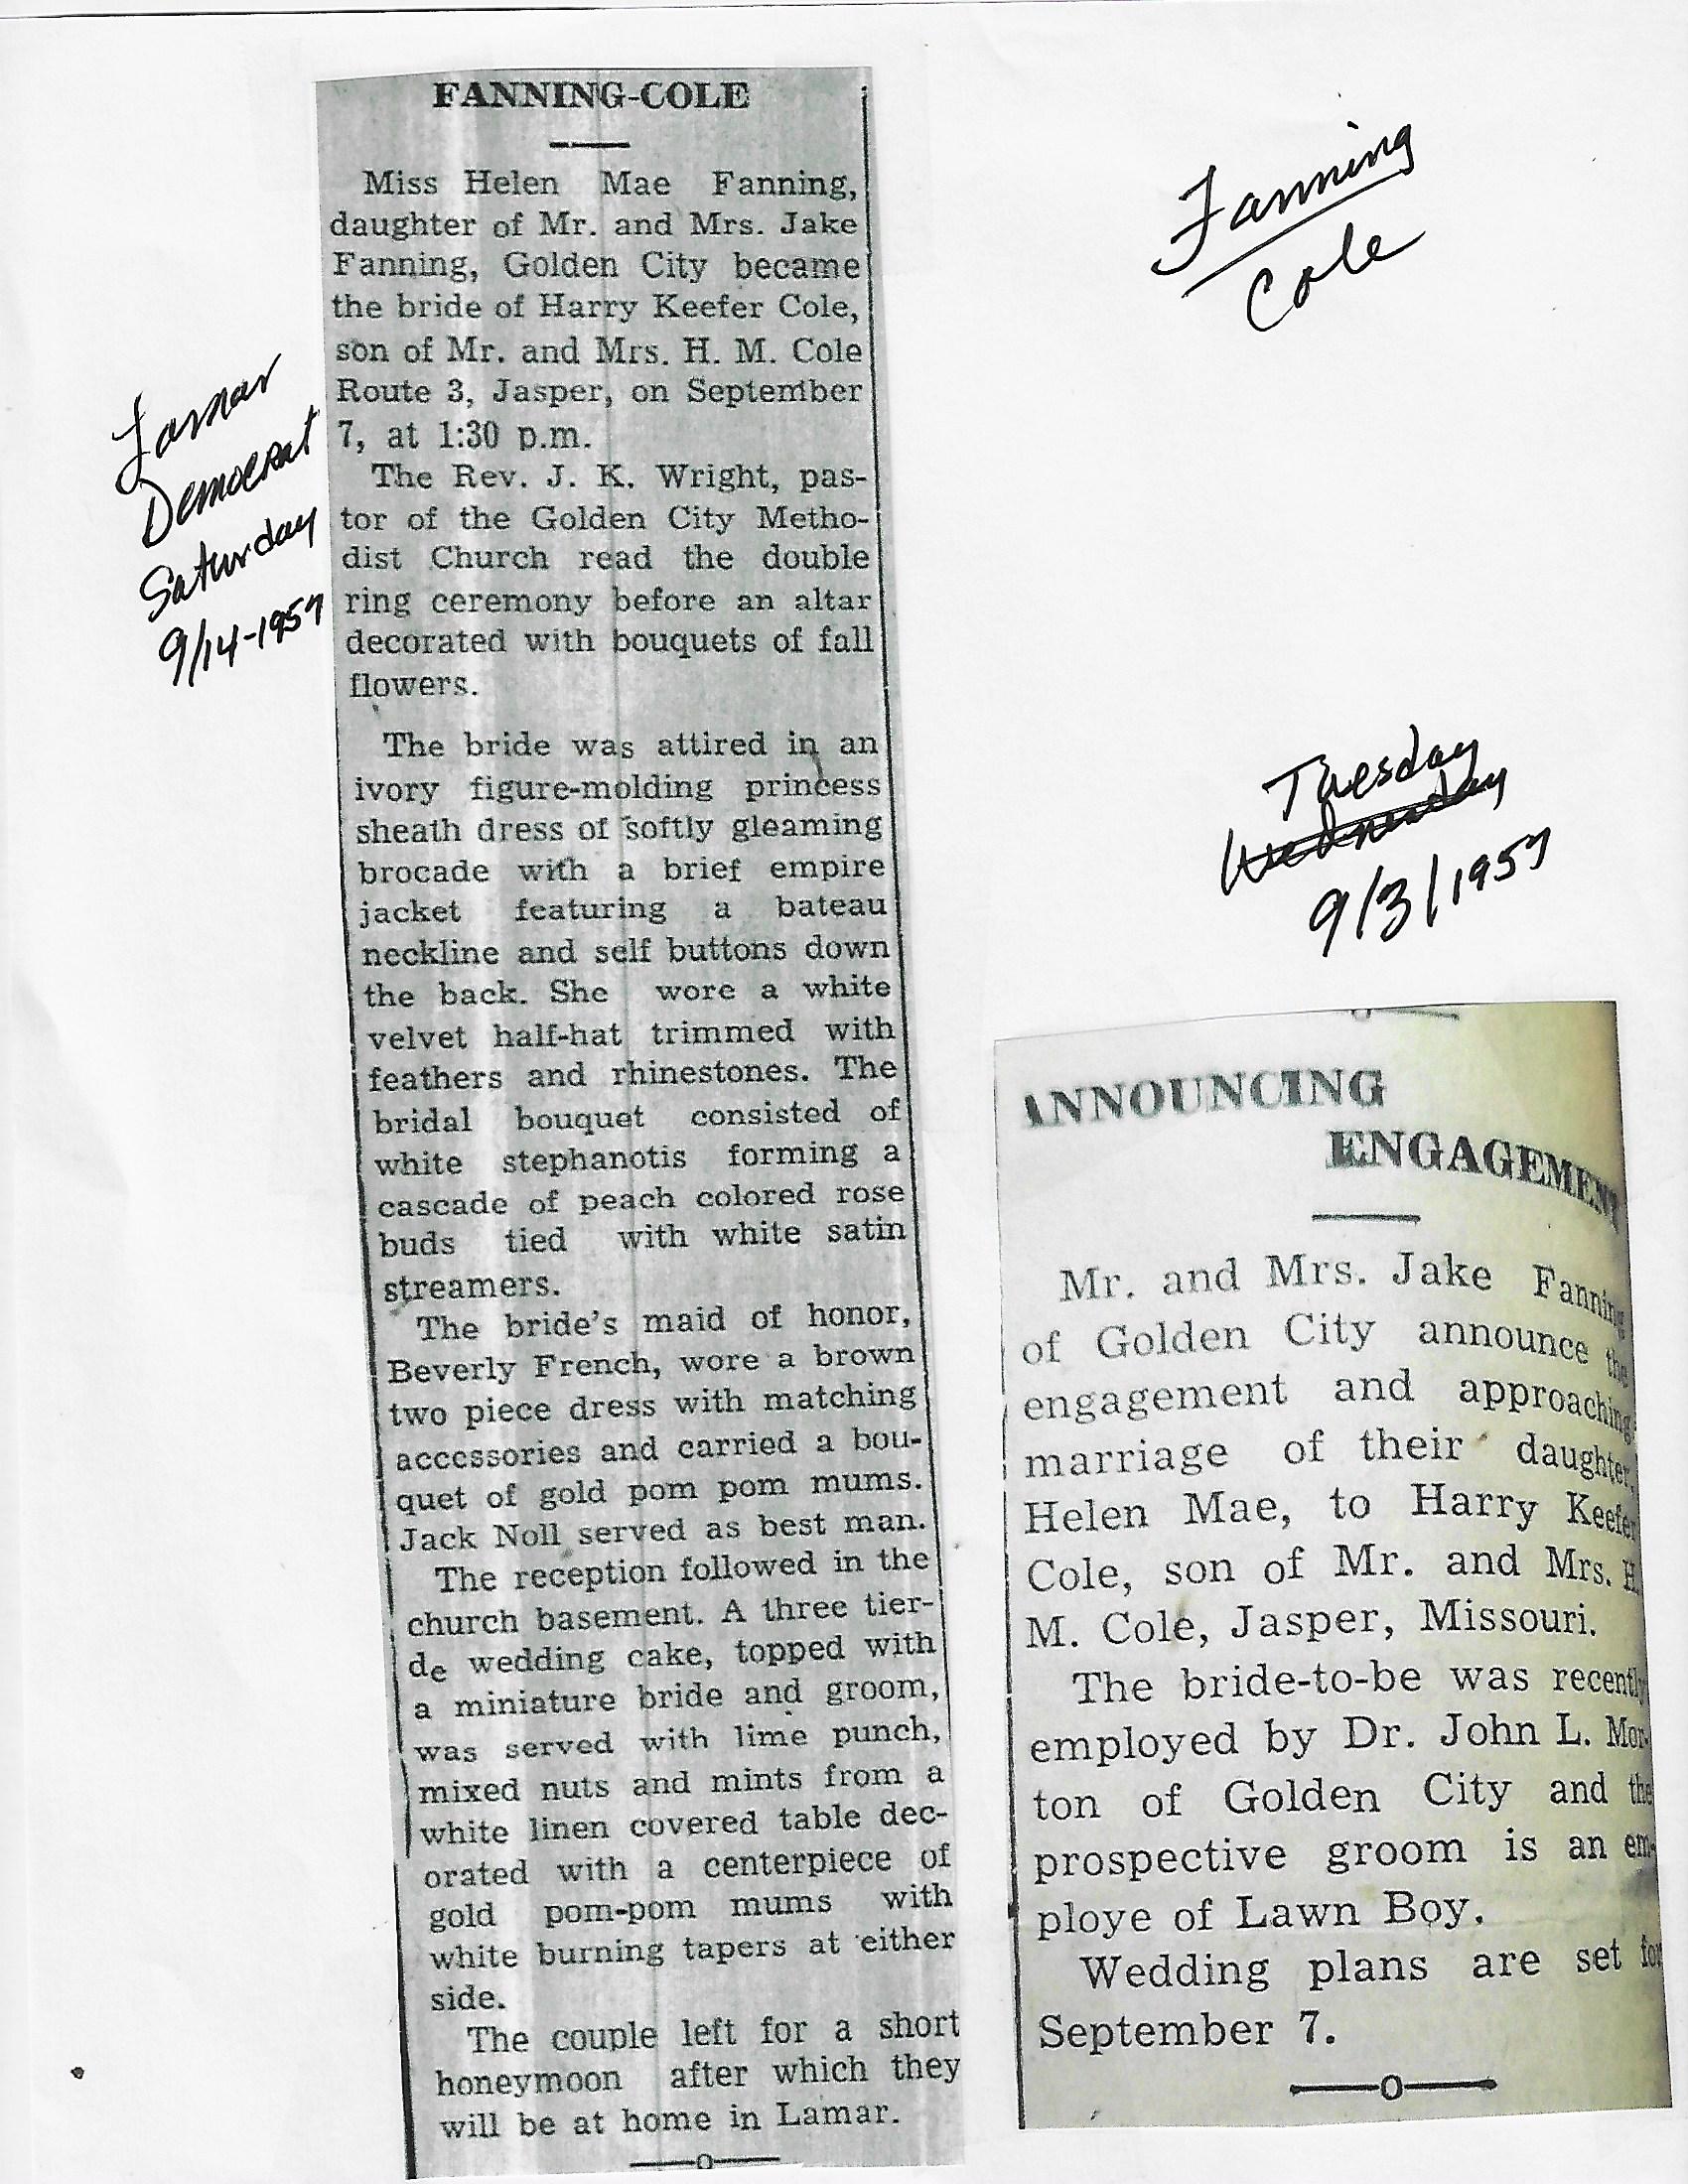 FANNING-COLE
Miss Helen Mae Fanning,
daughter of Mr. and Mrs. Jake
Fanning, Golden City became
the bride of Harry Keefer Cole,
son of Mr. and Mrs. H. M. Cole
Route 3, Jasper, on September
7, at 1:30 p.m.
The Rev. J. K. Wright, pas-
tor of the Golden City Metho-
dist Church read the double
ring ceremony before an altar
decorated with bouquets of fall
flowers.
The bride was attired in an
ivory figure-molding princess
sheath dress of softly gleaming
brocade with a brief empire
jacket featuring a bateau
neckline and self buttons down
the back. She wore a white
velvet half-hat trimmed with
feathers and rhinestones. The
bridal bouquet consisted of
white stephanotis forming a
cascade of peach colored rose
buds tied with white satin
streamers.
The bride's maid of honor,
Beverly French, wore a brown
two piece dress with matching
accessories and carried a bou-
quet of gold pom pom mums.
Jack Noll served as best man.
The reception followed in the
church basement. A three tier-
de wedding cake, topped with
a miniature bride and groom,
was served with lime punch,
mixed nuts and mints from a
white linen covered table dec-
orated with a centerpiece of
gold pom-pom mums with
white burning tapers at either
side.
The couple left for a short
honeymoon after which they
will be at home in Lamar.
Lamar
Democrat
Saturday
9/14-1957
Fanning
Cole
Tuesday
Wednesday
9/3/1957
ANNOUNCING
ENGAGEMENT
Mr. and Mrs. Jake Fanning
of Golden City announce the
engagement and approaching
marriage of their daughter,
Helen Mae, to Harry Keefer
Cole, son of Mr. and Mrs. H.
M. Cole, Jasper, Missouri.
The bride-to-be was recently
employed by Dr. John L. Mor-
ton of Golden City and the
prospective groom is an em-
ploye of Lawn Boy.
Wedding plans are set for
September 7.